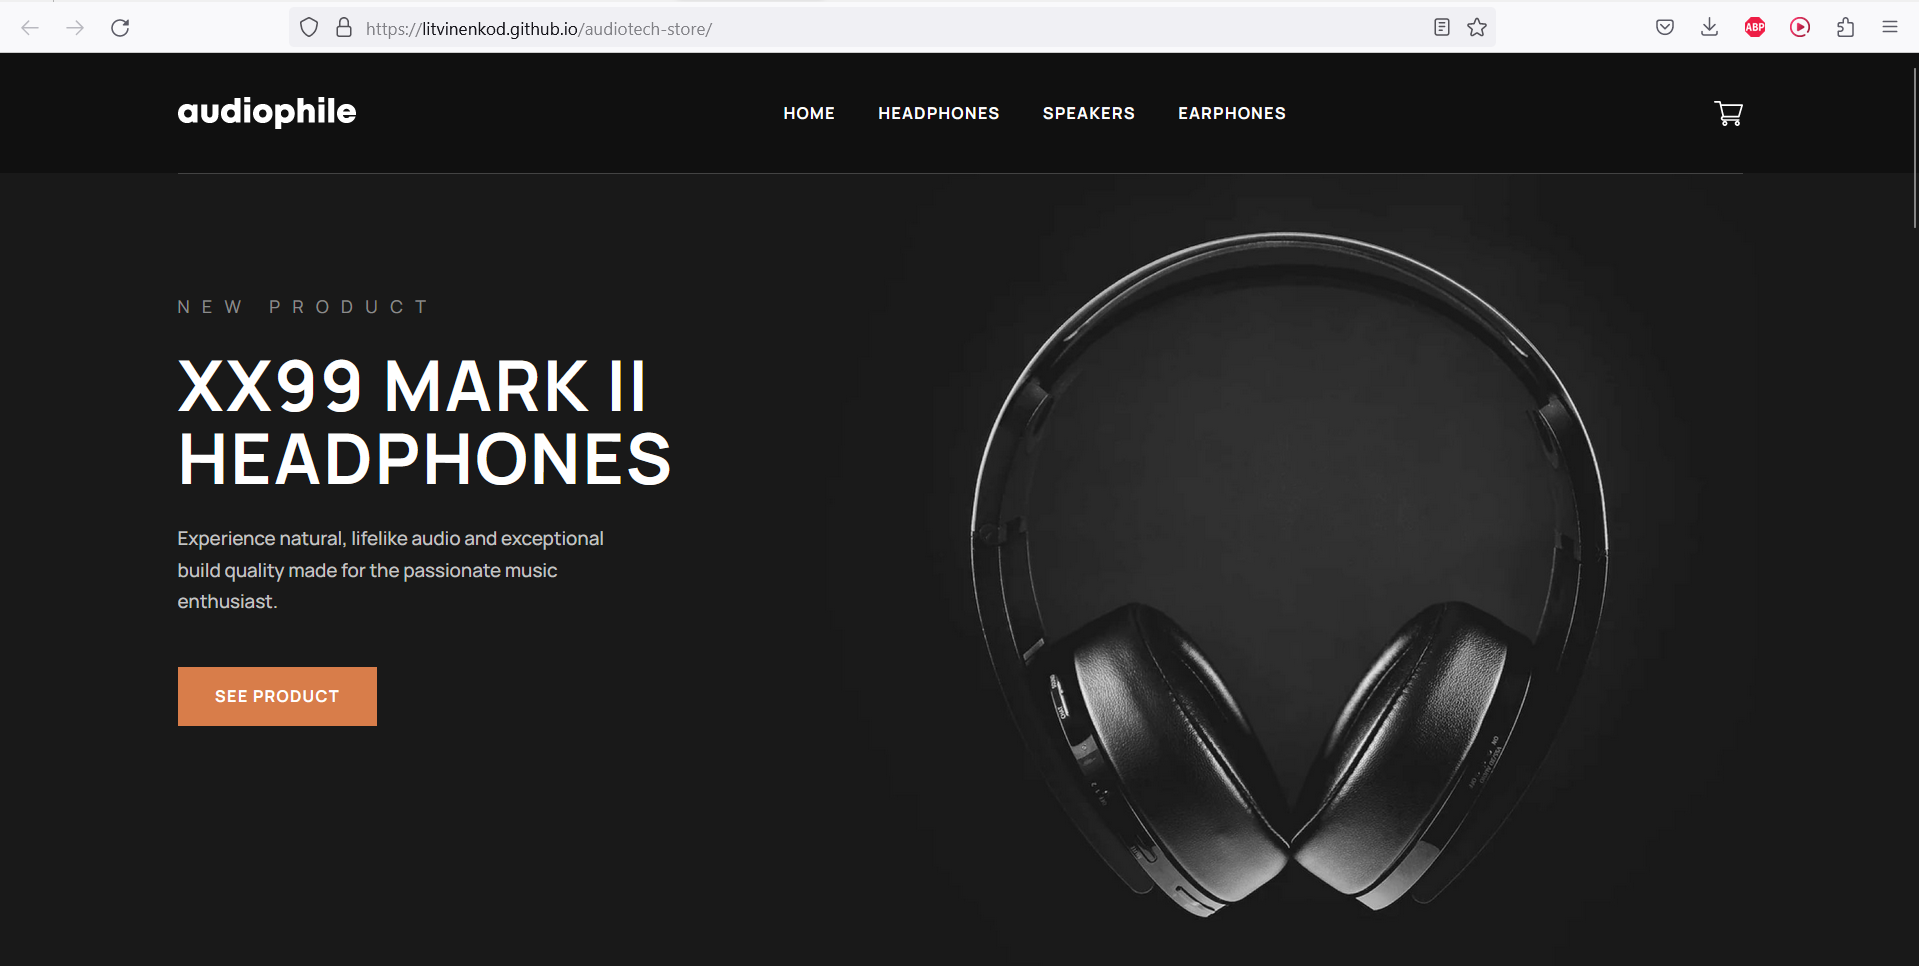 https://litvinenkod.github.io/audiotech-store/
ABP
audiophile
HOME
HEADPHONES
SPEAKERS
EARPHONES
NEW PRODUCT
XX99 MARK II
HEADPHONES
Experience natural, lifelike audio and exceptional
build quality made for the passionate music
enthusiast.
SEE PRODUCT